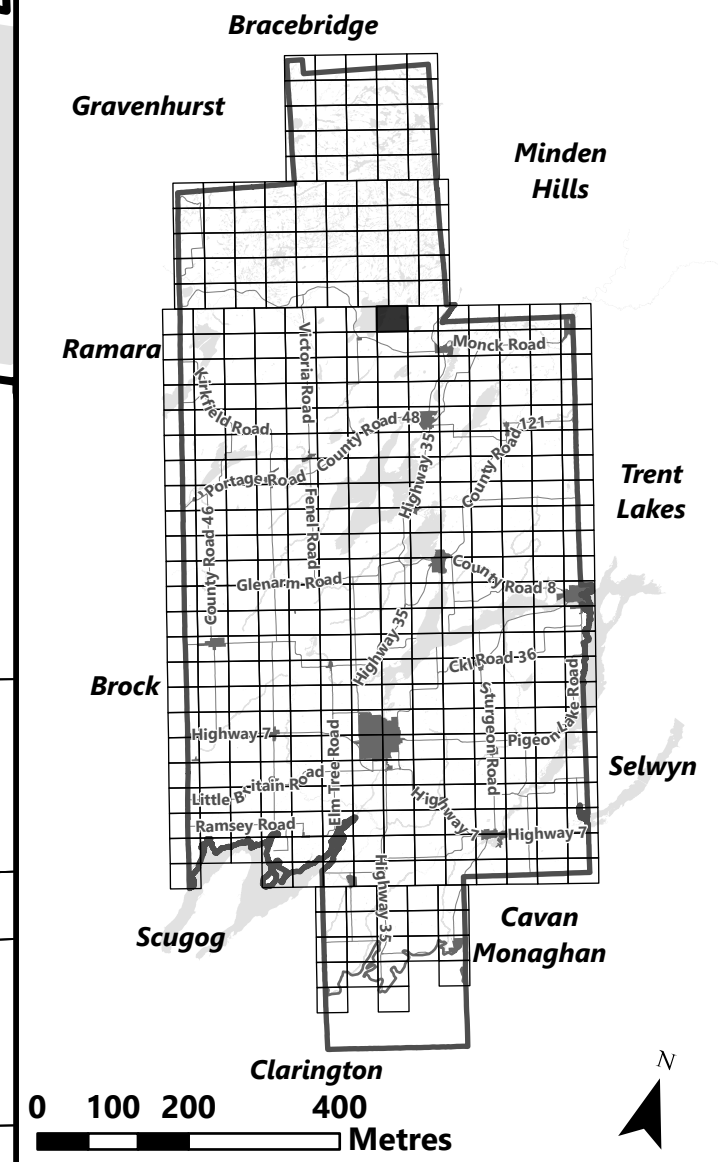 Bracebridge
Gravenhurst
Minden
Hills
Ramara
Monck Road
Victoria Road
Kirkfield Road
County Road 48
County Road 121
Highway 35
Portage Road
Trent
Lakes
Fenel Road
County Road 46
County Road 8
Glenarm Road
Highway 35
Ckl Road 36
Brock
Sturgeon Road
Pigeon Lake Road
Highway 7
Elm Tree Road
Selwyn
Little Britain Road
Highway 7
Ramsey Road
Highway 7
Highway 35
Scugog
Cavan
Monaghan
Clarington
N
0 100 200 400
Metres